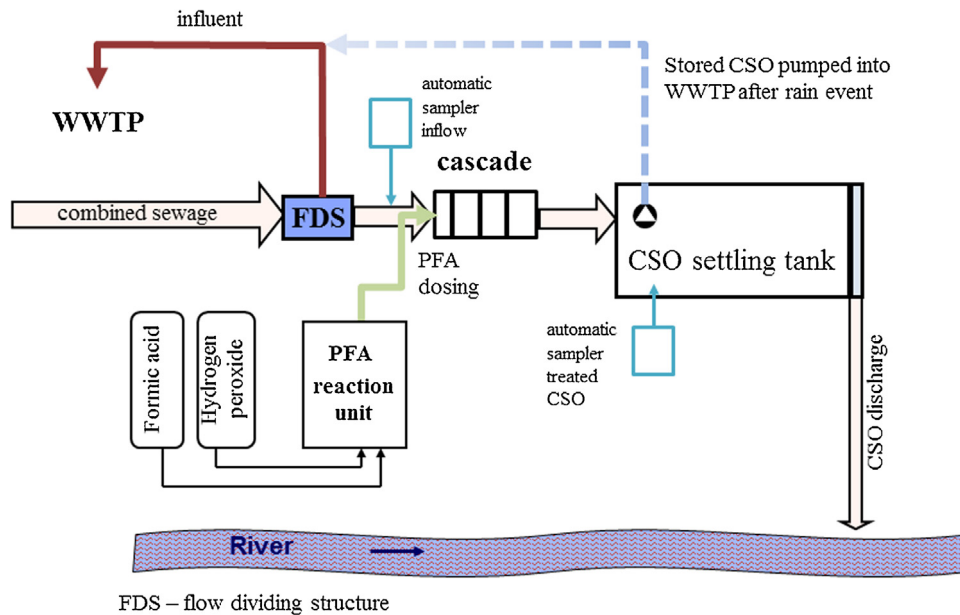 influent
WWTP
automatic
sampler
inflow
Stored CSO pumped into
WWTP after rain event
cascade
combined sewage
FDS
CSO settling tank
PFA
dosing
Formic acid
Hydrogen
peroxide
PFA
reaction
unit
automatic
sampler
treated
CSO
CSO discharge
River
FDS – flow dividing structure